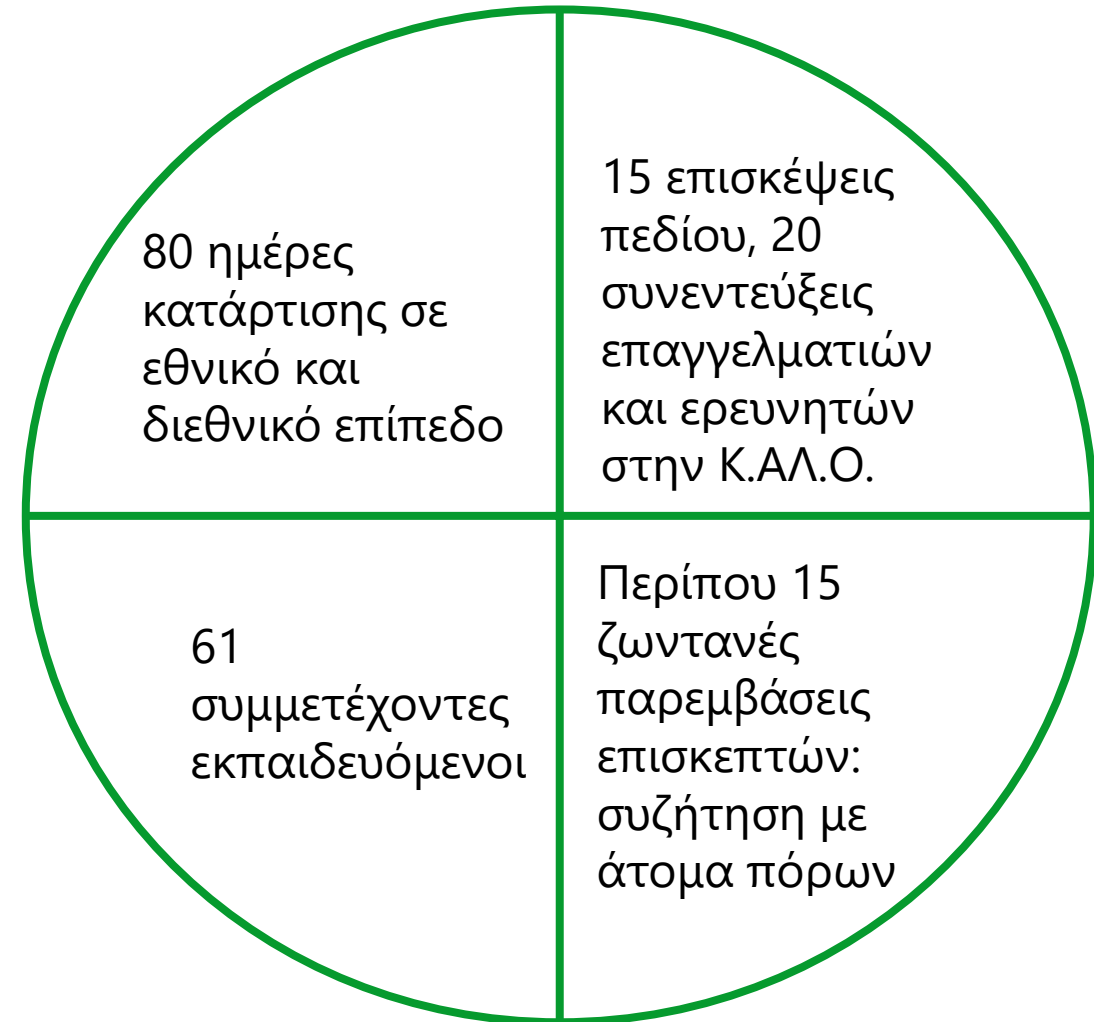 80 ημέρες
κατάρτισης σε
εθνικό και
διεθνικό επίπεδο
15 επισκέψεις
πεδίου, 20
συνεντεύξεις
επαγγελματιών
και ερευνητών
στην Κ.ΑΛ.Ο.
61
συμμετέχοντες
εκπαιδευόμενοι
Περίπου 15
ζωντανές
παρεμβάσεις
επισκεπτών:
συζήτηση με
άτομα πόρων